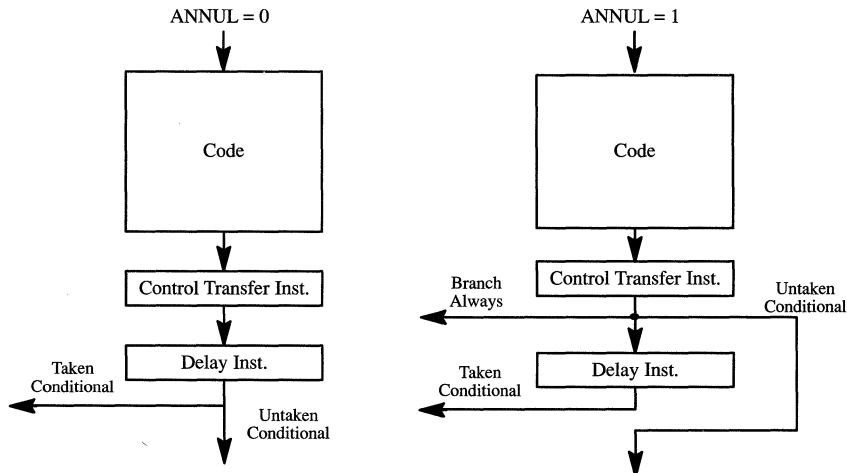 ANNUL = 0
Code
Control Transfer Inst.
Delay Inst.
Taken
Conditional
Untaken
Conditional
ANNUL = 1
Code
Control Transfer Inst.
Branch
Always
Untaken
Conditional
Delay Inst.
Taken
Conditional